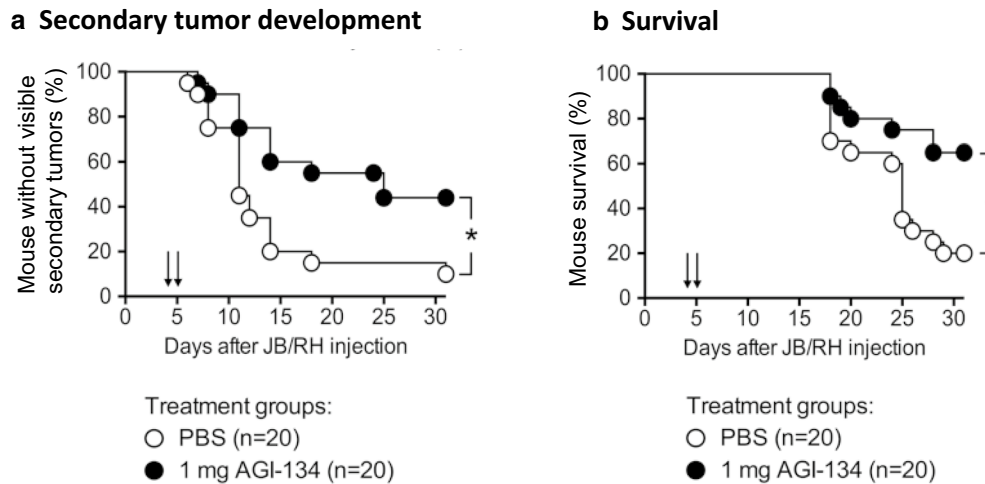 a Secondary tumor development
Mouse without visible
secondary tumors (%)
100
80
60
40
20
0
0 5 10 15 20 25 30
*
Days after JB/RH injection
Treatment groups:
PBS (n=20)
1 mg AGI-134 (n=20)
b Survival
Mouse survival (%)
100
80
60
40
20
0
0 5 10 15 20 25 30
Days after JB/RH injection
Treatment groups:
PBS (n=20)
1 mg AGI-134 (n=20)